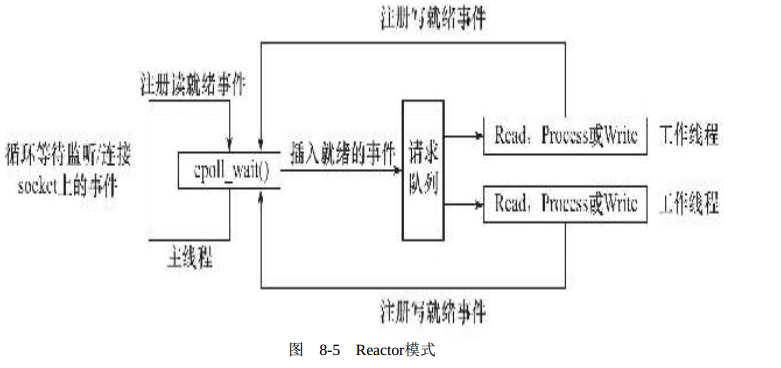 注册写就绪事件
注册读就绪事件
循环等待监听/连接
socket上的事件
epoll_wait()
插入就绪的事件
请求
队列
Read，Process或Write
工作线程
Read，Process或Write
工作线程
主线程
注册写就绪事件
图 8-5 Reactor模式